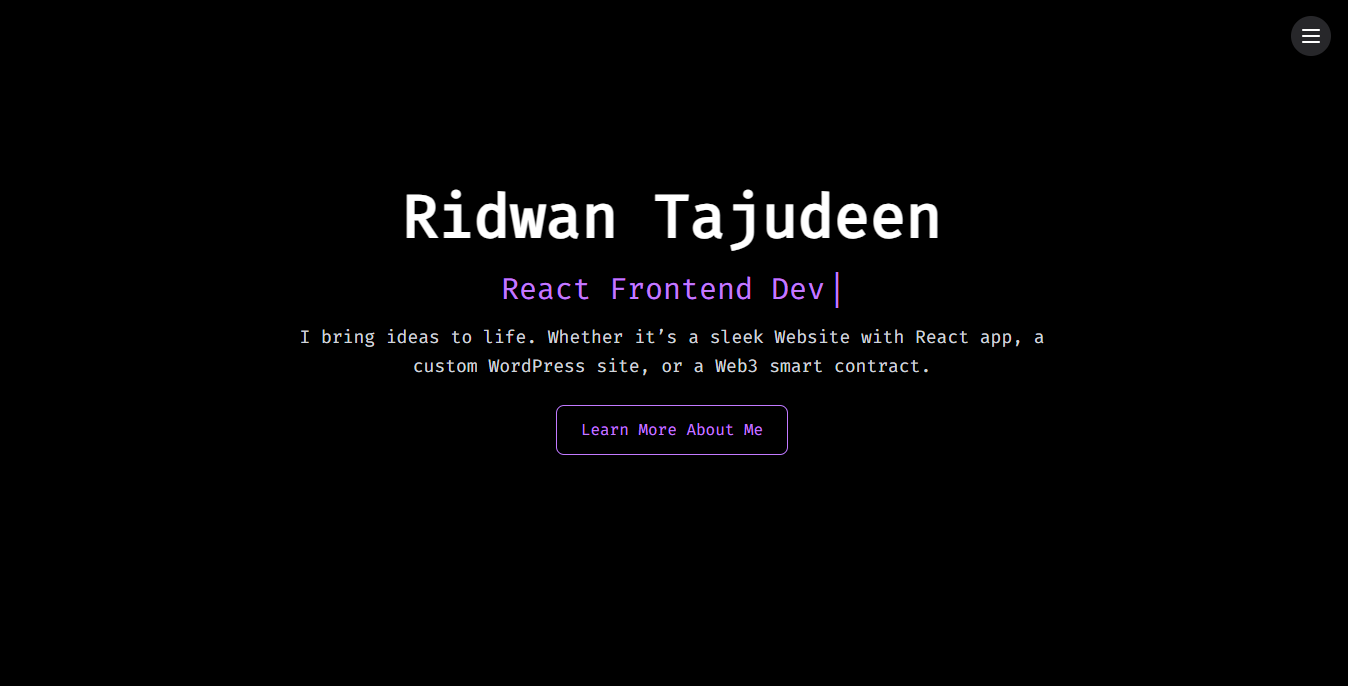 Ridwan Tajudeen
React Frontend Dev
I bring ideas to life. Whether it’s a sleek Website with React app, a
custom WordPress site, or a Web3 smart contract.
Learn More About Me